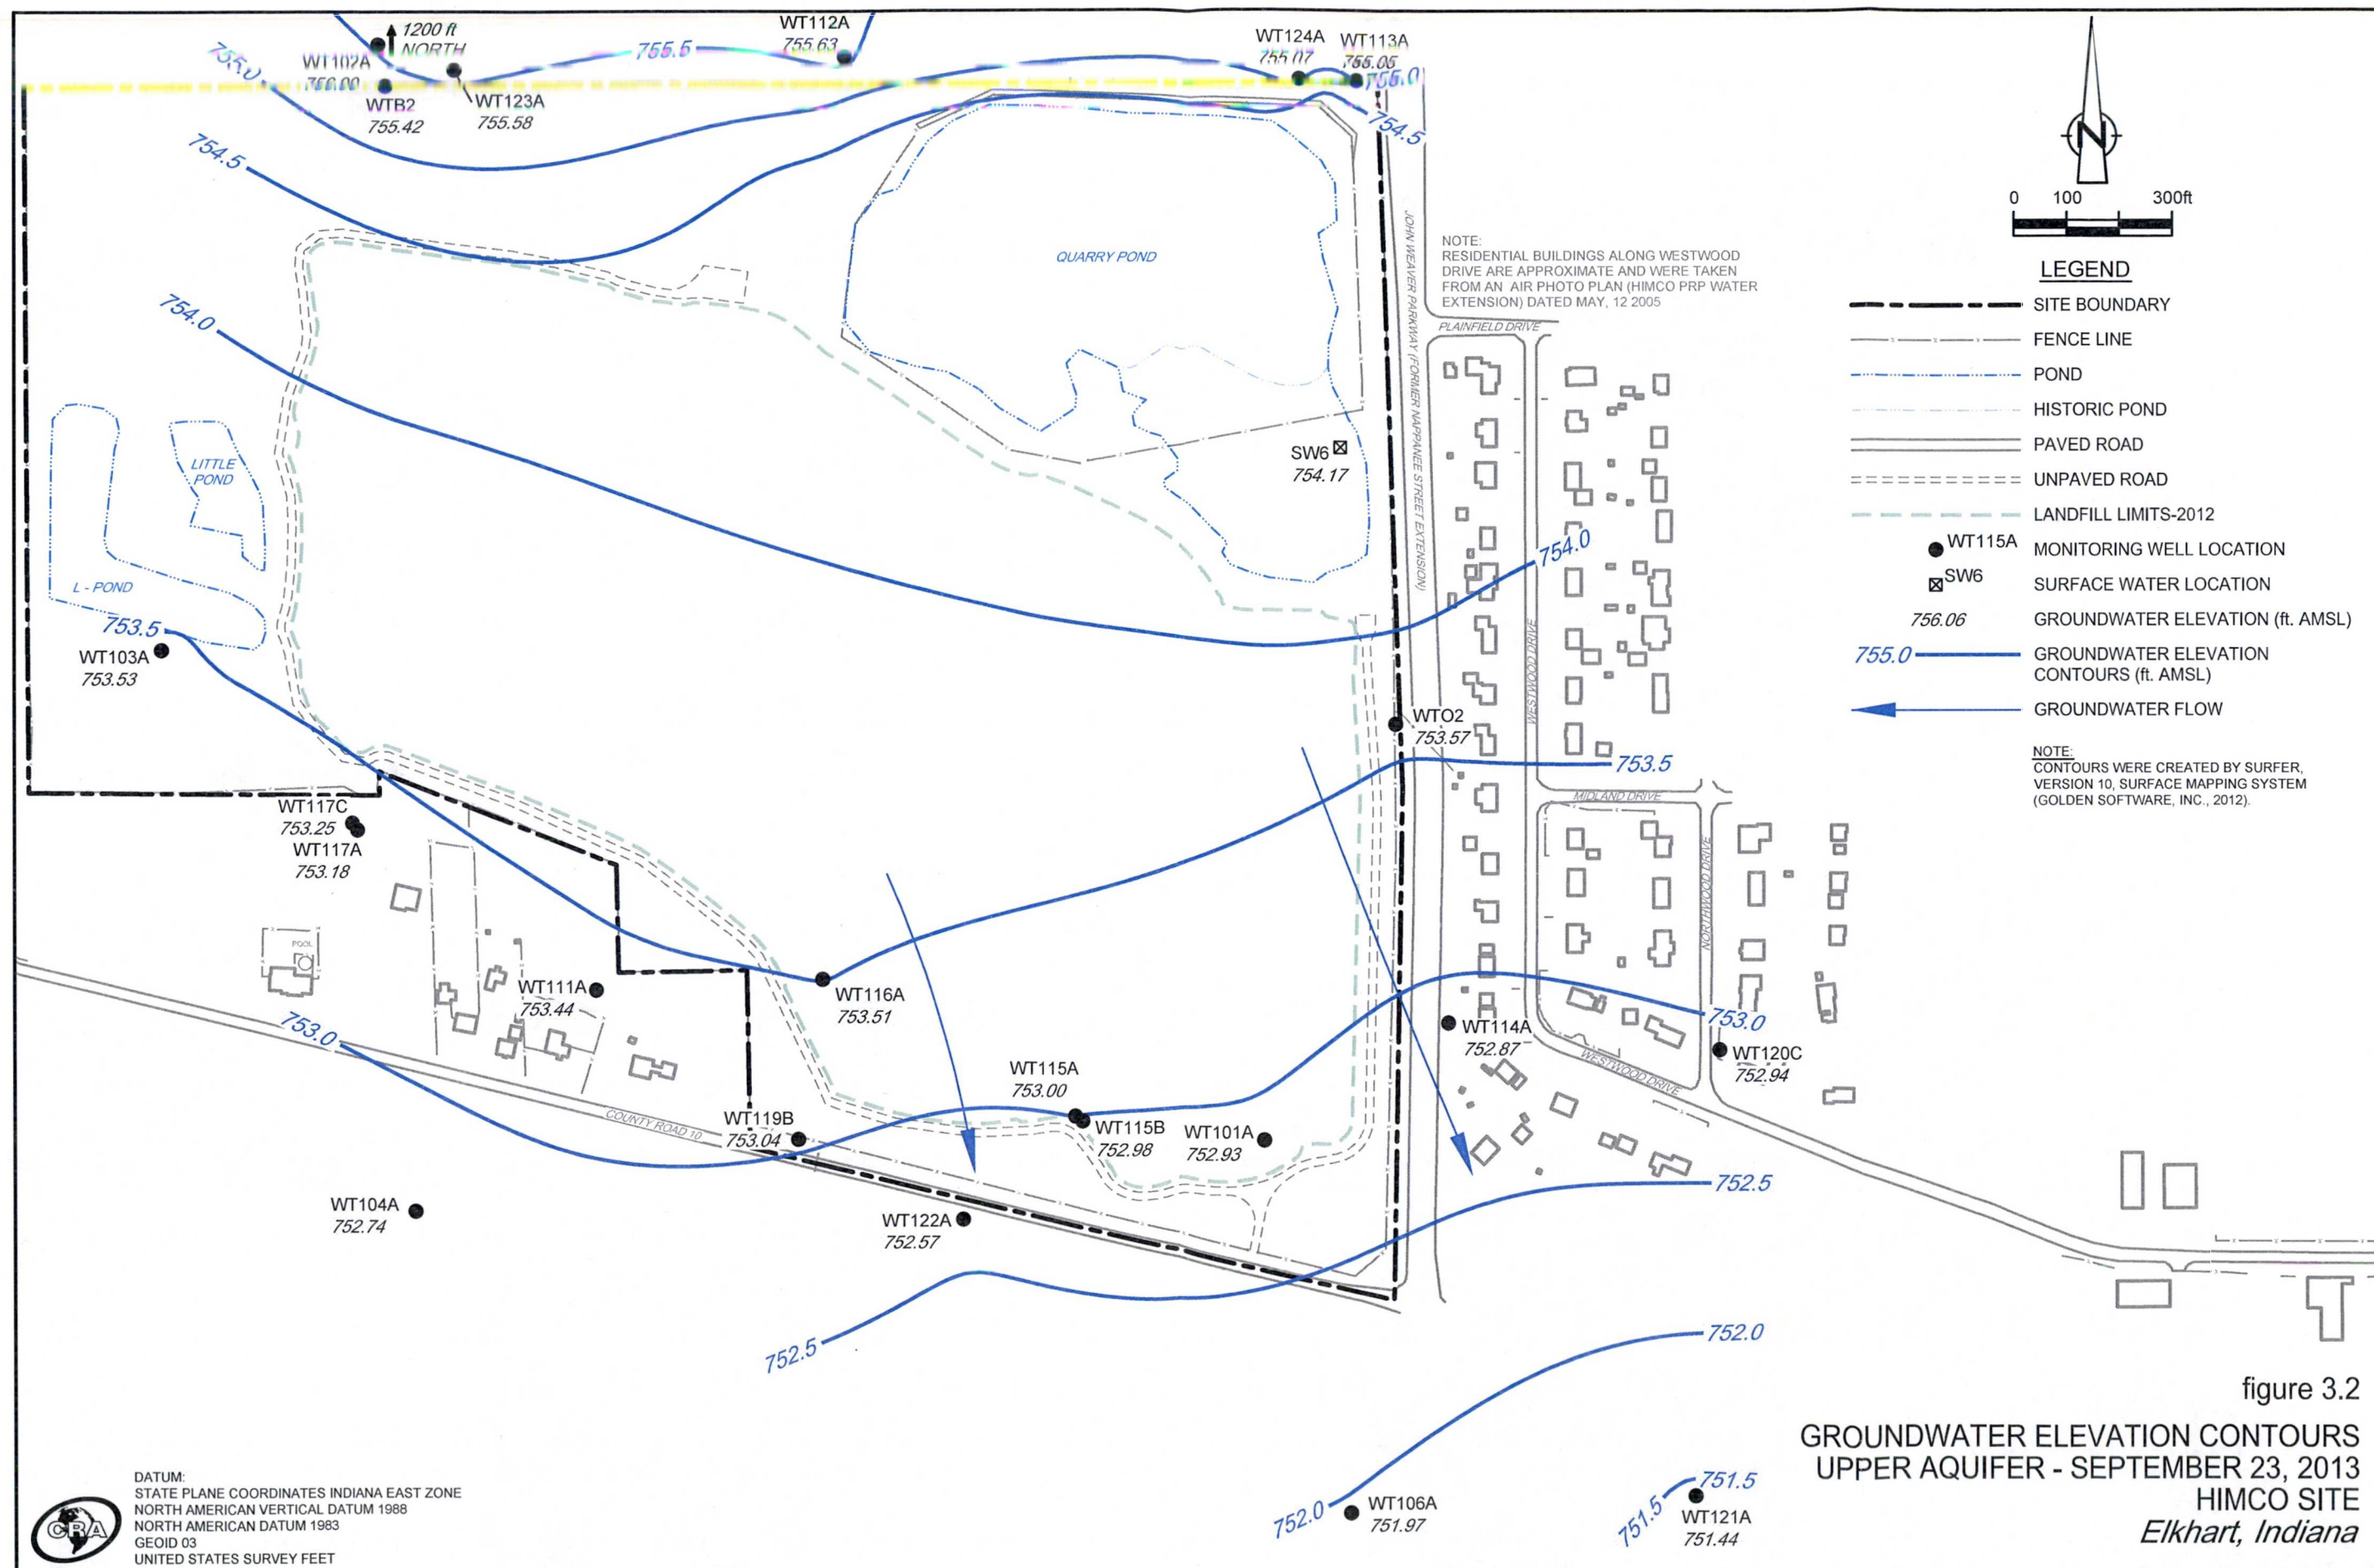 1200 ft
NORTH
WT102A
756.00
WTB2
755.42
WT123A
755.58
755.5
WT112A
755.63
WT124A
755.07
WT113A
755.05
755.0
755.0
754.5
754.5
754.0
QUARRY POND
SW6
754.17
LITTLE
POND
L - POND
753.5
WT103A
753.53
JOHN WEAVER PARKWAY (FORMER NAPPANEE STREET EXTENSION)
NOTE:
RESIDENTIAL BUILDINGS ALONG WESTWOOD
DRIVE ARE APPROXIMATE AND WERE TAKEN
FROM AN AIR PHOTO PLAN (HIMCO PRP WATER
EXTENSION) DATED MAY, 12 2005
PLAINFIELD DRIVE
754.0
WESTWOOD DRIVE
WTO2
753.57
753.5
MIDLAND DRIVE
NORTHWOOD DRIVE
WT117C
753.25
WT117A
753.18
POOL
WT111A
753.44
WT116A
753.51
753.0
WT114A
752.87
753.0
WT120C
752.94
WESTWOOD DRIVE
WT115A
753.00
WT115B
752.98
WT101A
752.93
WT119B
753.04
COUNTY ROAD 10
WT104A
752.74
WT122A
752.57
752.5
752.5
752.0
752.0
WT106A
751.97
751.5
751.5
WT121A
751.44
N
0 100 300ft
LEGEND
SITE BOUNDARY
FENCE LINE
POND
HISTORIC POND
PAVED ROAD
UNPAVED ROAD
LANDFILL LIMITS-2012
WT115A MONITORING WELL LOCATION
SW6 SURFACE WATER LOCATION
756.06 GROUNDWATER ELEVATION (ft. AMSL)
755.0 GROUNDWATER ELEVATION
CONTOURS (ft. AMSL)
GROUNDWATER FLOW
NOTE:
CONTOURS WERE CREATED BY SURFER,
VERSION 10, SURFACE MAPPING SYSTEM
(GOLDEN SOFTWARE, INC., 2012).
figure 3.2
GROUNDWATER ELEVATION CONTOURS
UPPER AQUIFER - SEPTEMBER 23, 2013
HIMCO SITE
Elkhart, Indiana
CRA
DATUM:
STATE PLANE COORDINATES INDIANA EAST ZONE
NORTH AMERICAN VERTICAL DATUM 1988
NORTH AMERICAN DATUM 1983
GEOID 03
UNITED STATES SURVEY FEET